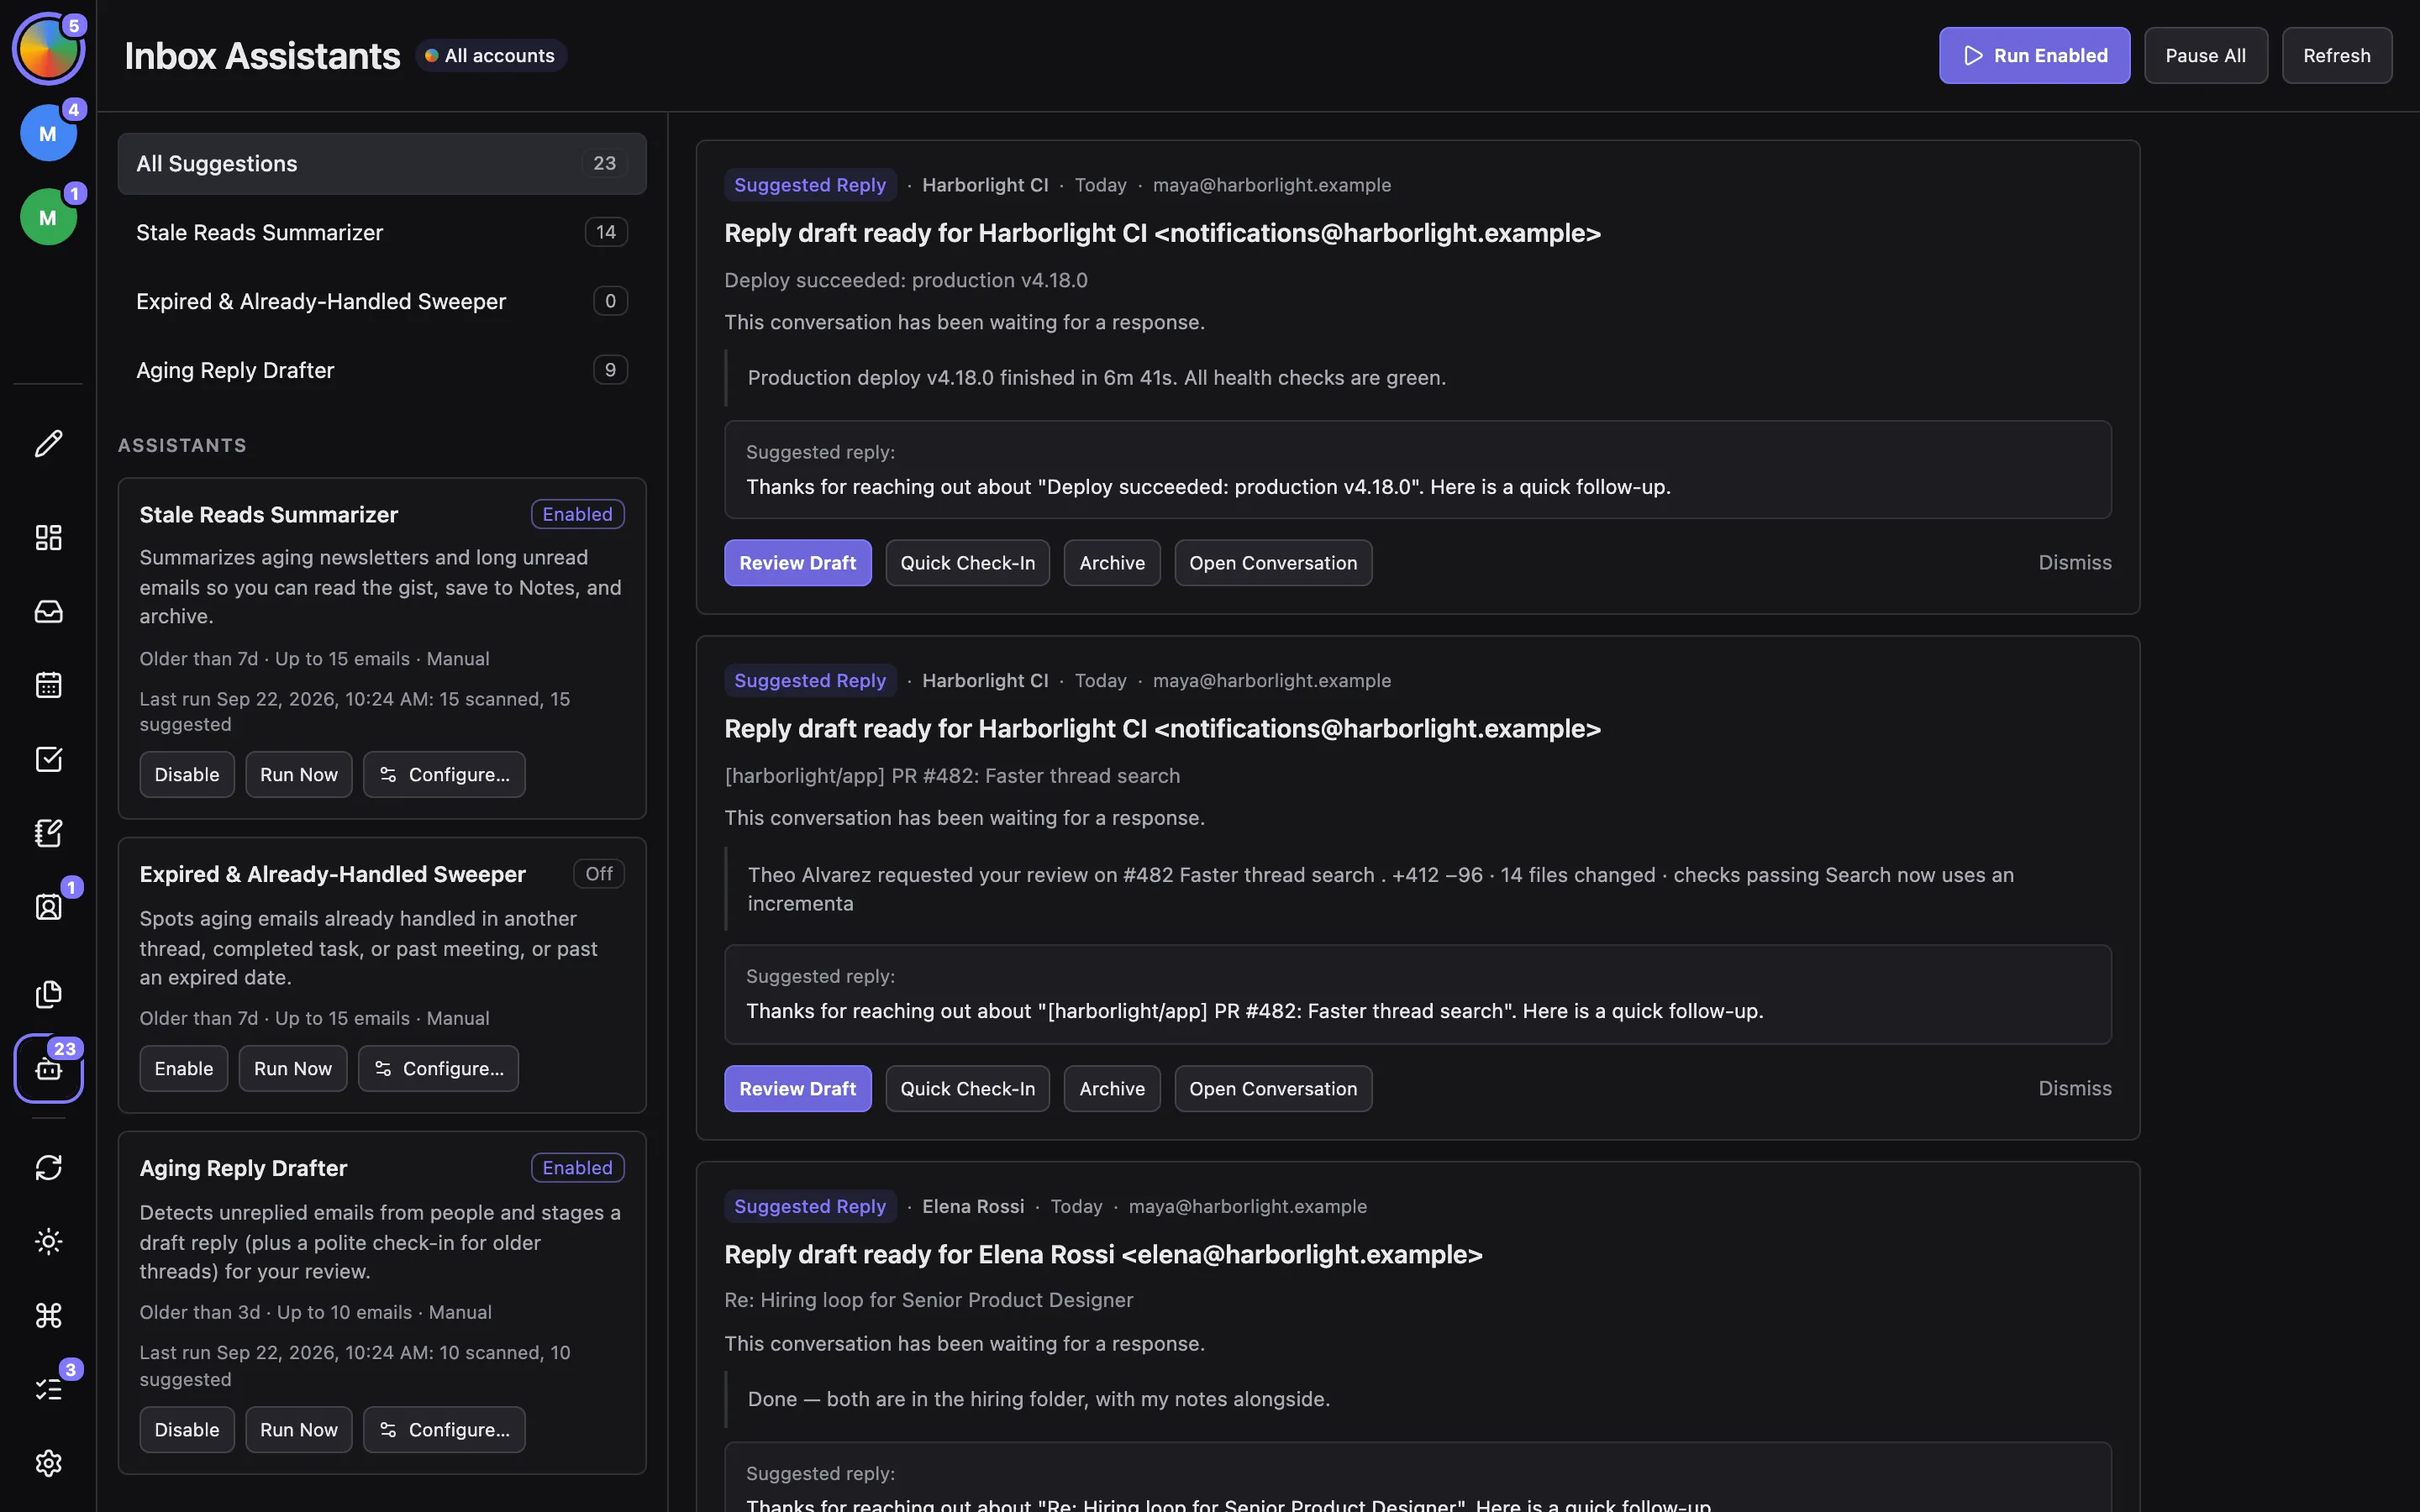 5
M
4
M
1
1
23
3
Inbox Assistants
All accounts
Run Enabled
Pause All
Refresh
All Suggestions
23
Stale Reads Summarizer
14
Expired & Already-Handled Sweeper
0
Aging Reply Drafter
9
ASSISTANTS
Stale Reads Summarizer
Enabled
Summarizes aging newsletters and long unread
emails so you can read the gist, save to Notes, and
archive.
Older than 7d · Up to 15 emails · Manual
Last run Sep 22, 2026, 10:24 AM: 15 scanned, 15
suggested
Disable
Run Now
Configure...
Expired & Already-Handled Sweeper
Off
Spots aging emails already handled in another
thread, completed task, or past meeting, or past
an expired date.
Older than 7d · Up to 15 emails · Manual
Enable
Run Now
Configure...
Aging Reply Drafter
Enabled
Detects unreplied emails from people and stages a
draft reply (plus a polite check-in for older
threads) for your review.
Older than 3d · Up to 10 emails · Manual
Last run Sep 22, 2026, 10:24 AM: 10 scanned, 10
suggested
Disable
Run Now
Configure...
Suggested Reply · Harborlight CI · Today · maya@harborlight.example
Reply draft ready for Harborlight CI <notifications@harborlight.example>
Deploy succeeded: production v4.18.0
This conversation has been waiting for a response.
Production deploy v4.18.0 finished in 6m 41s. All health checks are green.
Suggested reply:
Thanks for reaching out about "Deploy succeeded: production v4.18.0". Here is a quick follow-up.
Review Draft
Quick Check-In
Archive
Open Conversation
Dismiss
Suggested Reply · Harborlight CI · Today · maya@harborlight.example
Reply draft ready for Harborlight CI <notifications@harborlight.example>
[harborlight/app] PR #482: Faster thread search
This conversation has been waiting for a response.
Theo Alvarez requested your review on #482 Faster thread search . +412 −96 · 14 files changed · checks passing Search now uses an
incrementa
Suggested reply:
Thanks for reaching out about "[harborlight/app] PR #482: Faster thread search". Here is a quick follow-up.
Review Draft
Quick Check-In
Archive
Open Conversation
Dismiss
Suggested Reply · Elena Rossi · Today · maya@harborlight.example
Reply draft ready for Elena Rossi <elena@harborlight.example>
Re: Hiring loop for Senior Product Designer
This conversation has been waiting for a response.
Done — both are in the hiring folder, with my notes alongside.
Suggested reply:
Thanks for reaching out about "Re: Hiring loop for Senior Product Designer". Here is a quick follow-up.